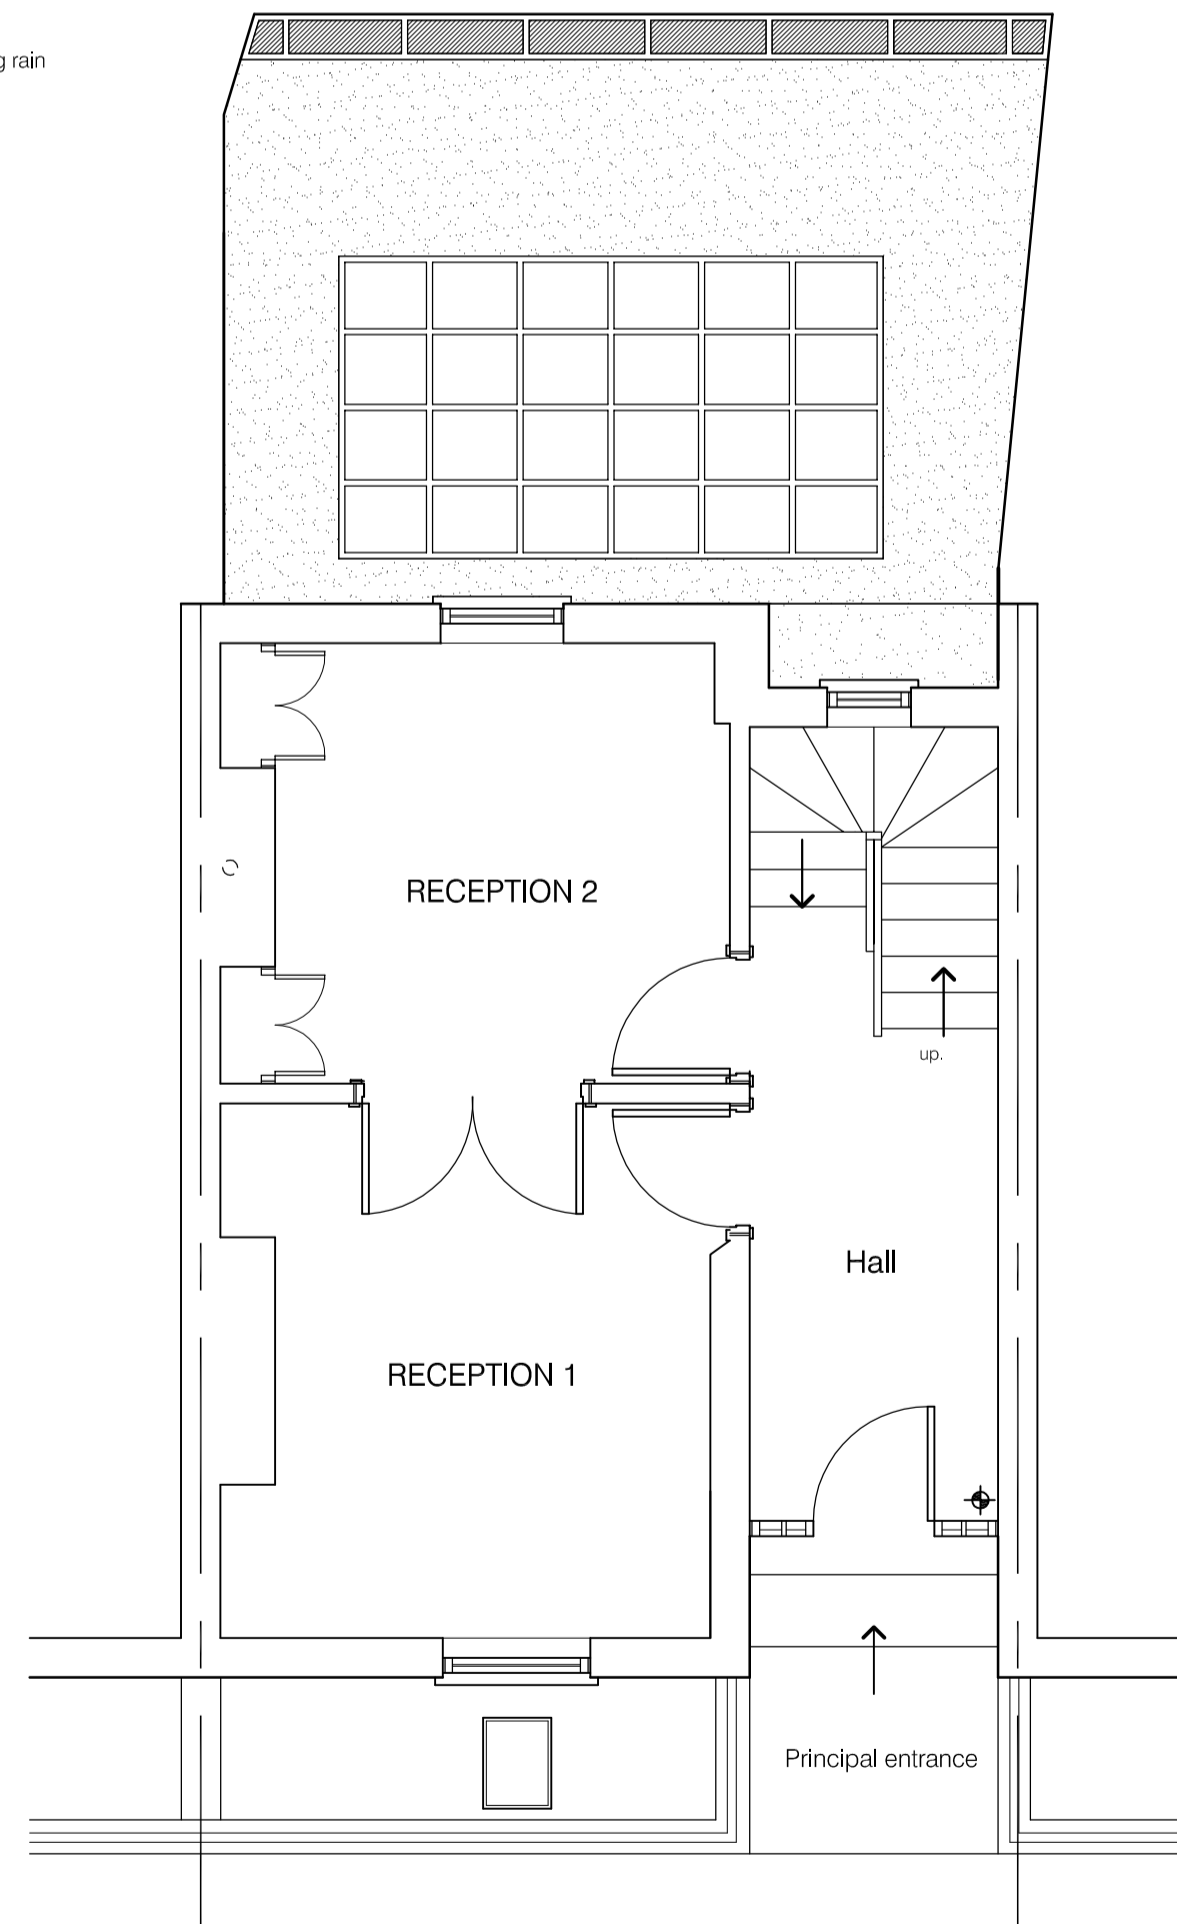 g rain
RECEPTION 2
up.
Hall
RECEPTION 1
Principal entrance